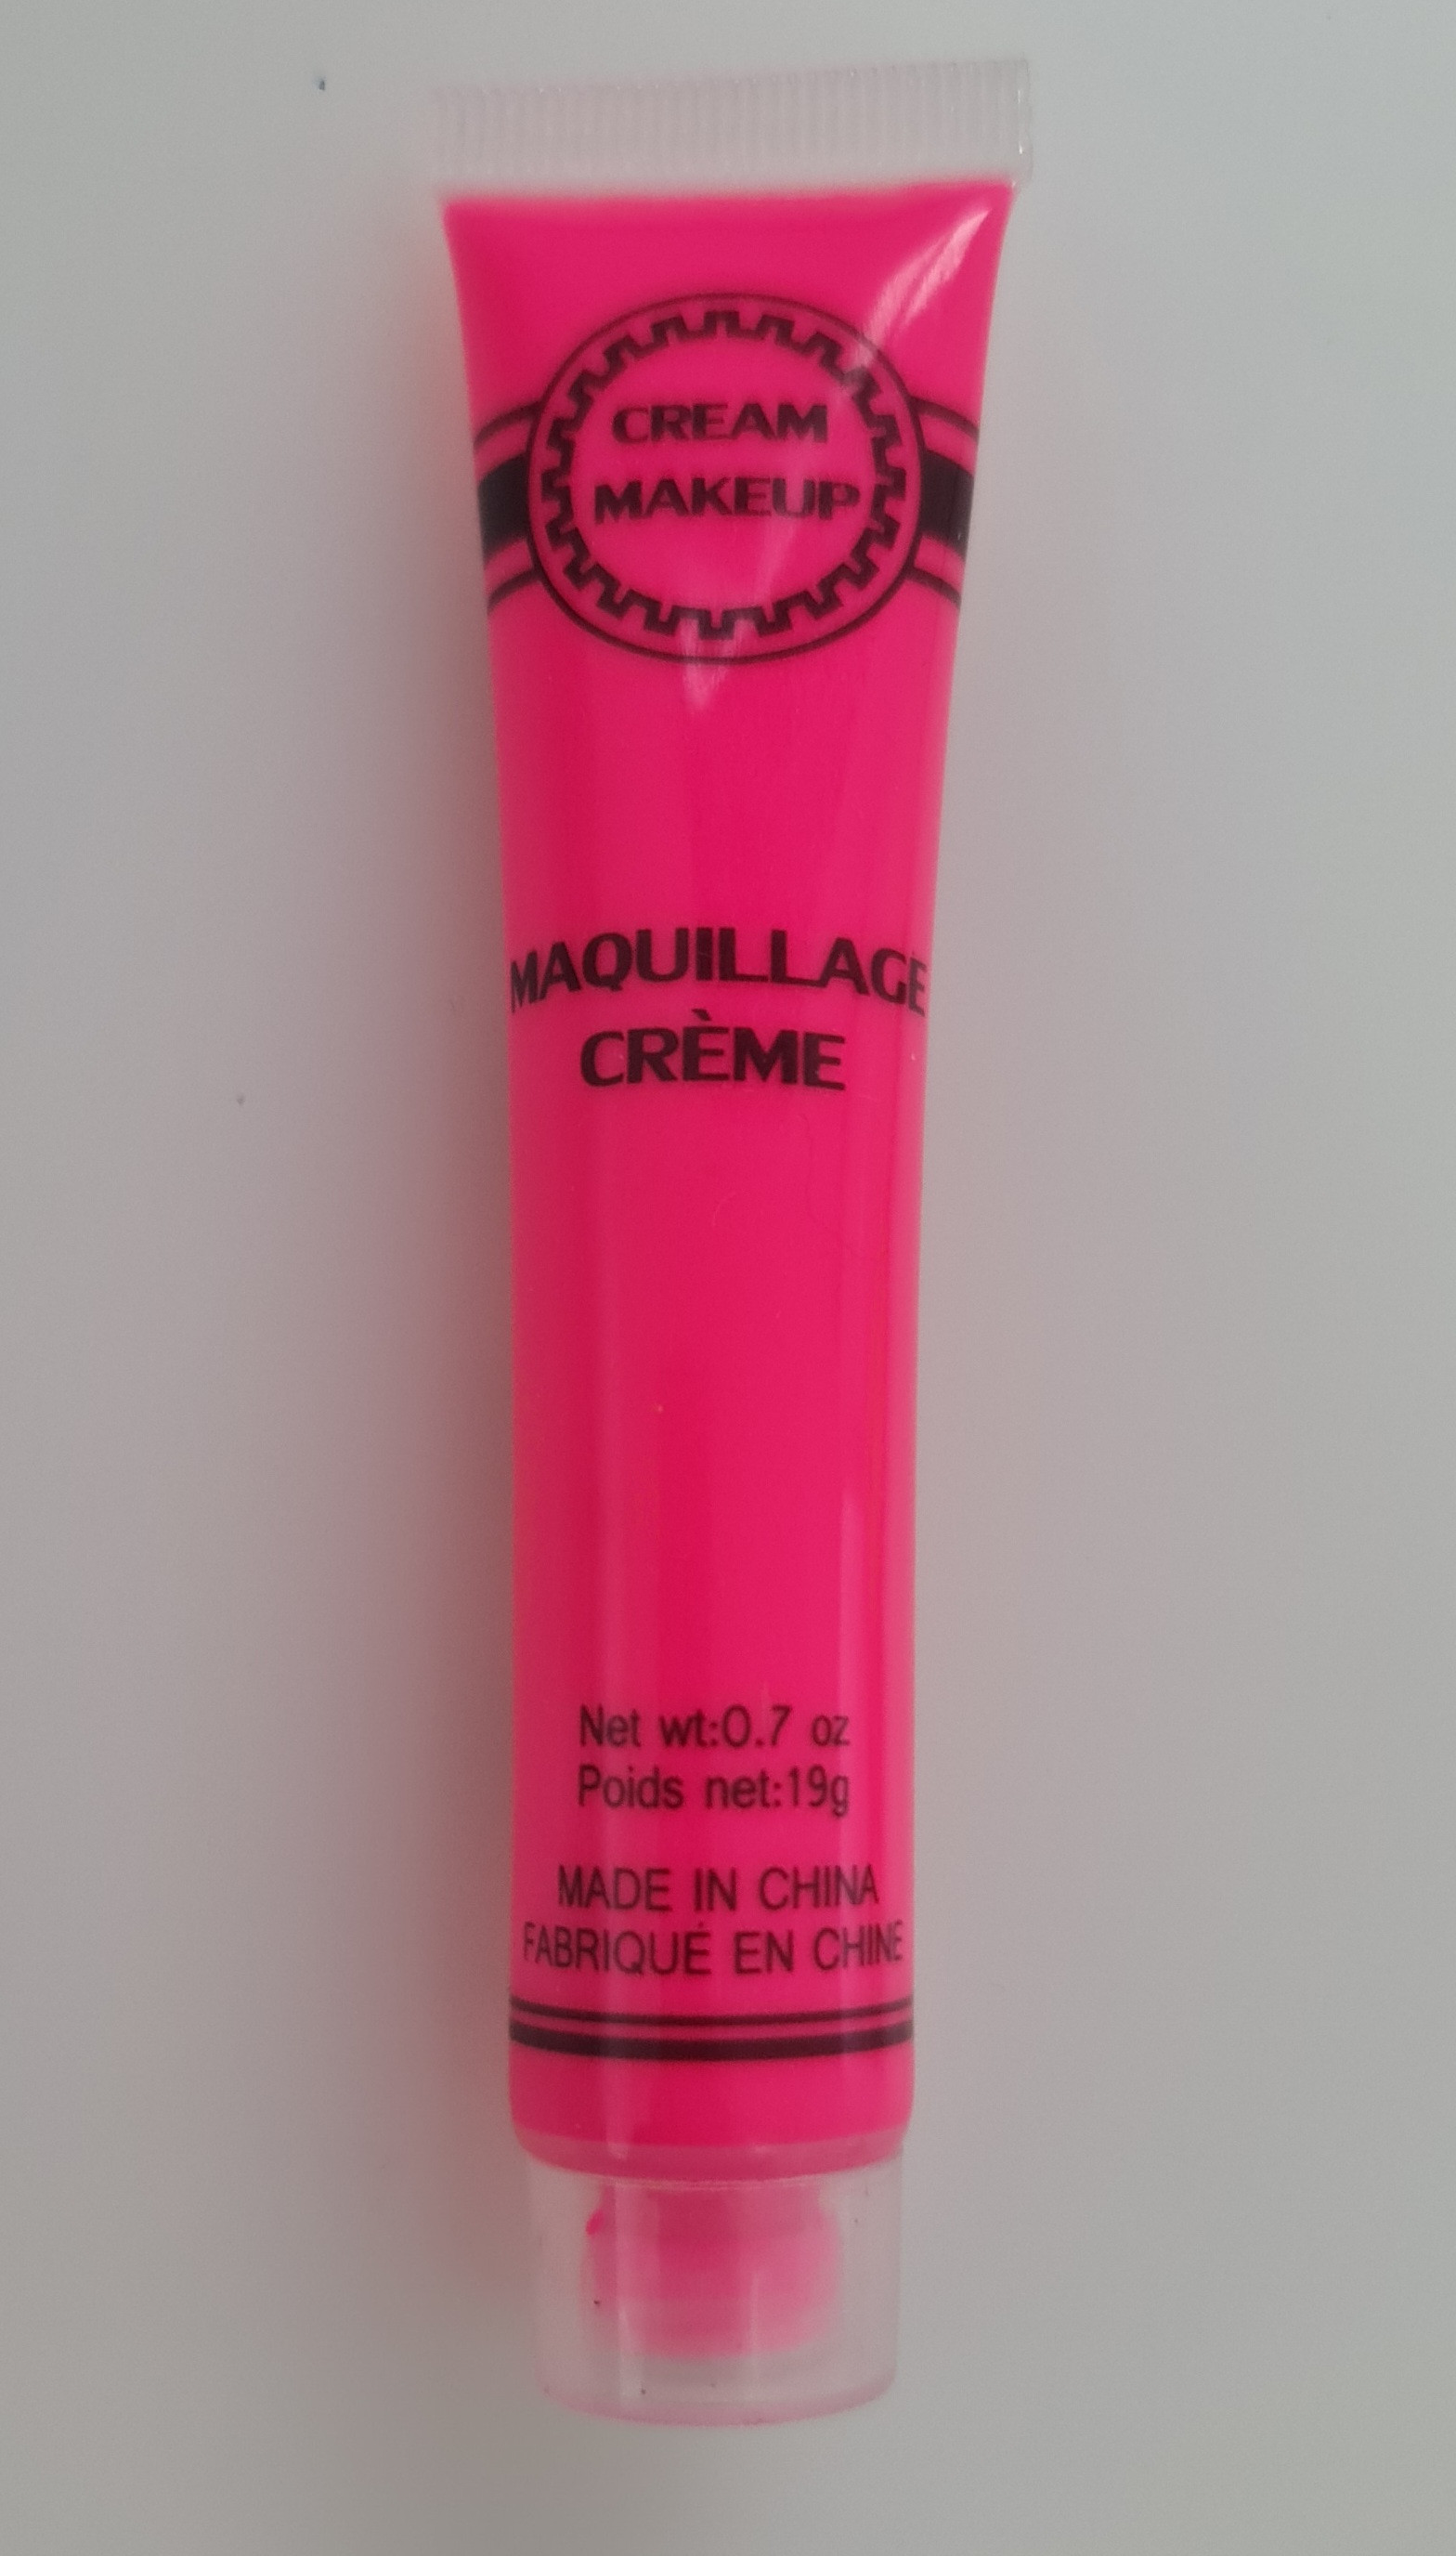 CREAM
MAKEUP
MAQUILLAGE
CRÈME
Net wt:0.7 oz
Poids net:19g
MADE IN CHINA
FABRIQUÉ EN CHINE